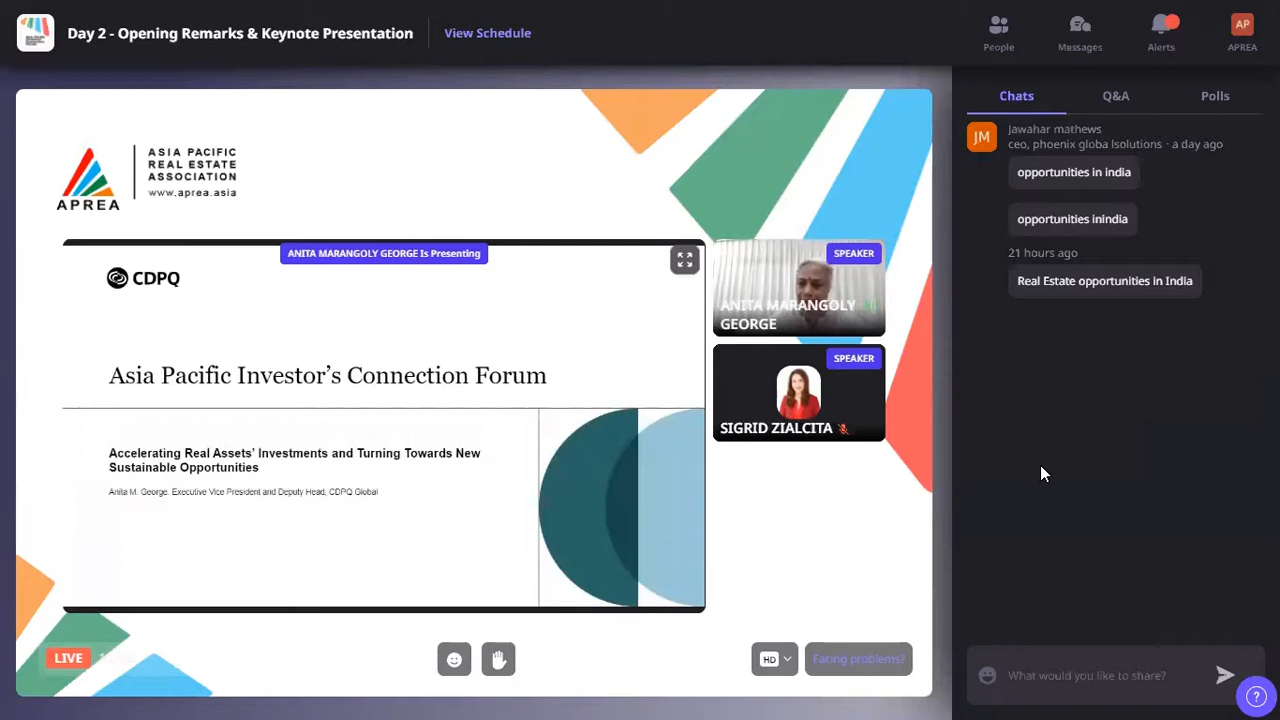 Day 2 - Opening Remarks & Keynote Presentation
View Schedule
People
Messages
Alerts
AP
APREA
ASIA PACIFIC
REAL ESTATE
ASSOCIATION
www.aprea.asia
APREA
ANITA MARANGOLY GEORGE Is Presenting
CDPQ
Asia Pacific Investor’s Connection Forum
Accelerating Real Assets’ Investments and Turning Towards New
Sustainable Opportunities
Anita M. George. Executive Vice President and Deputy Head, CDPQ Global
SPEAKER
ANITA MARANGOLY
GEORGE
SPEAKER
SIGRID ZIALCITA
LIVE
HD
Facing problems?
Chats
Q&A
Polls
JM
Jawahar mathews
ceo, phoenix globa lsolutions · a day ago
opportunities in india
opportunities inindia
21 hours ago
Real Estate opportunities in India
What would you like to share?
?